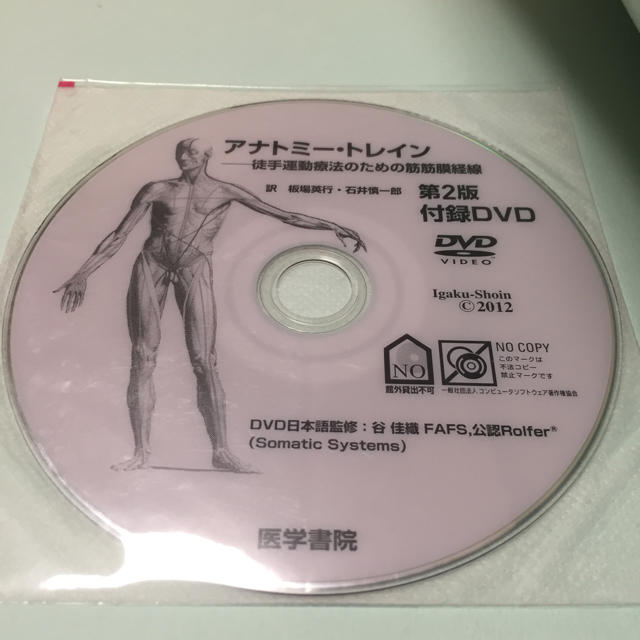 アナトミー・トレイン
──徒手運動療法のための筋筋膜経線
訳 板場英行・石井慎一郎
第2版
付録DVD
DVD
VIDEO
Igaku-Shoin
©2012
NO
館外貸出不可
NO COPY
このマークは
不法コピー
禁止マークです
一般社団法人 コンピュータソフトウェア著作権協会
DVD日本語監修:谷 佳織 FAFS,公認Rolfer®
(Somatic Systems)
医学書院